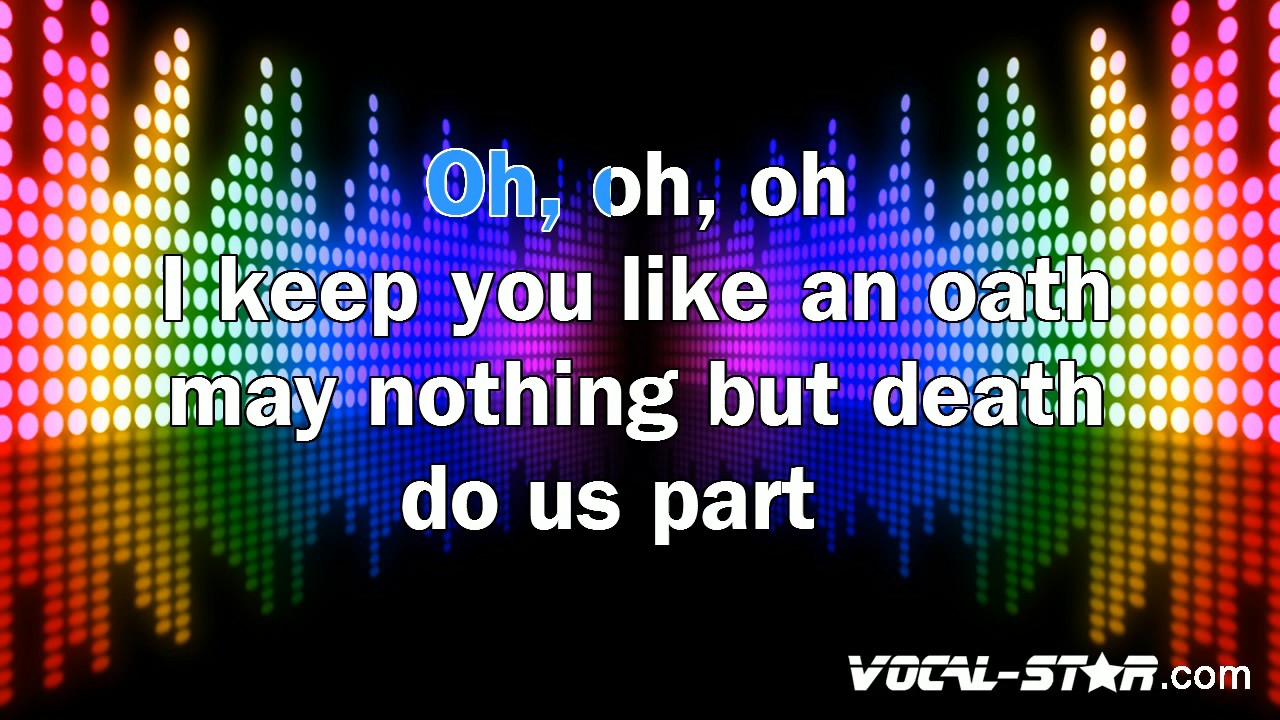 Oh, oh, oh
I keep you like an oath
may nothing but death
do us part
VOCAL-STAR.com